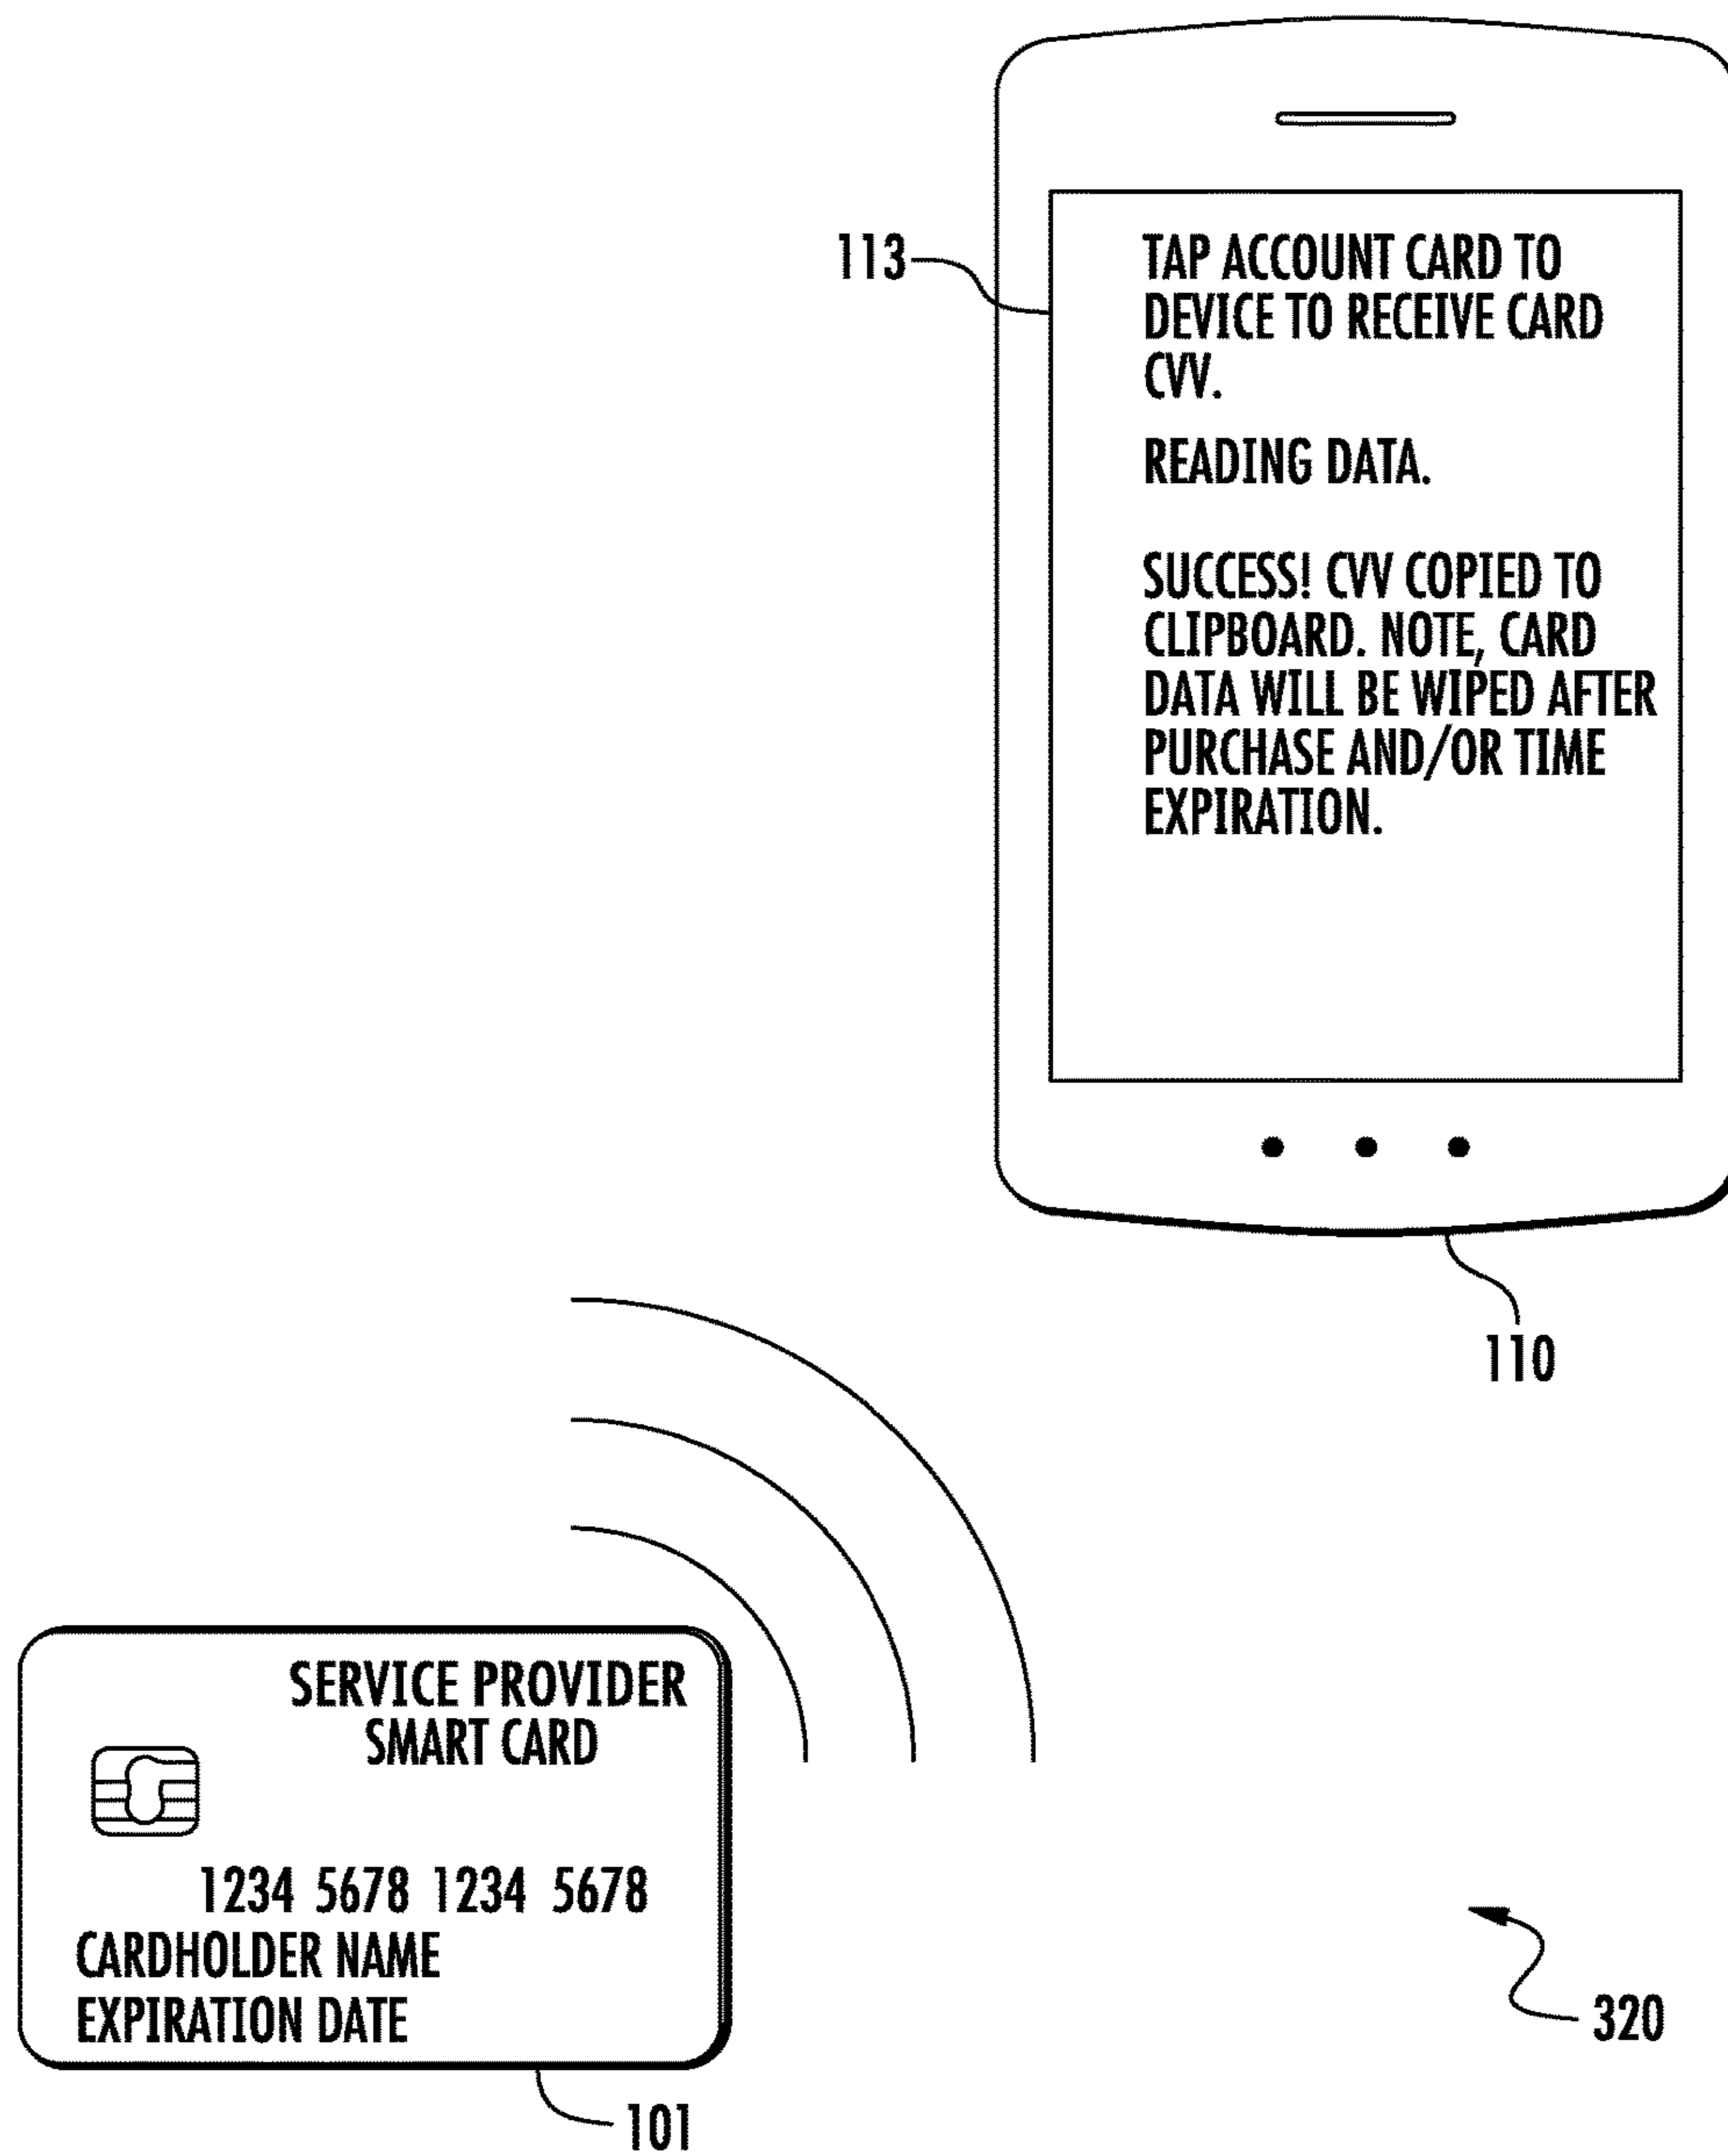 113
TAP ACCOUNT CARD TO
DEVICE TO RECEIVE CARD
CVV.
READING DATA.
SUCCESS! CVV COPIED TO
CLIPBOARD. NOTE, CARD
DATA WILL BE WIPED AFTER
PURCHASE AND/OR TIME
EXPIRATION.
110
SERVICE PROVIDER
SMART CARD
1234 5678 1234 5678
CARDHOLDER NAME
EXPIRATION DATE
320
101